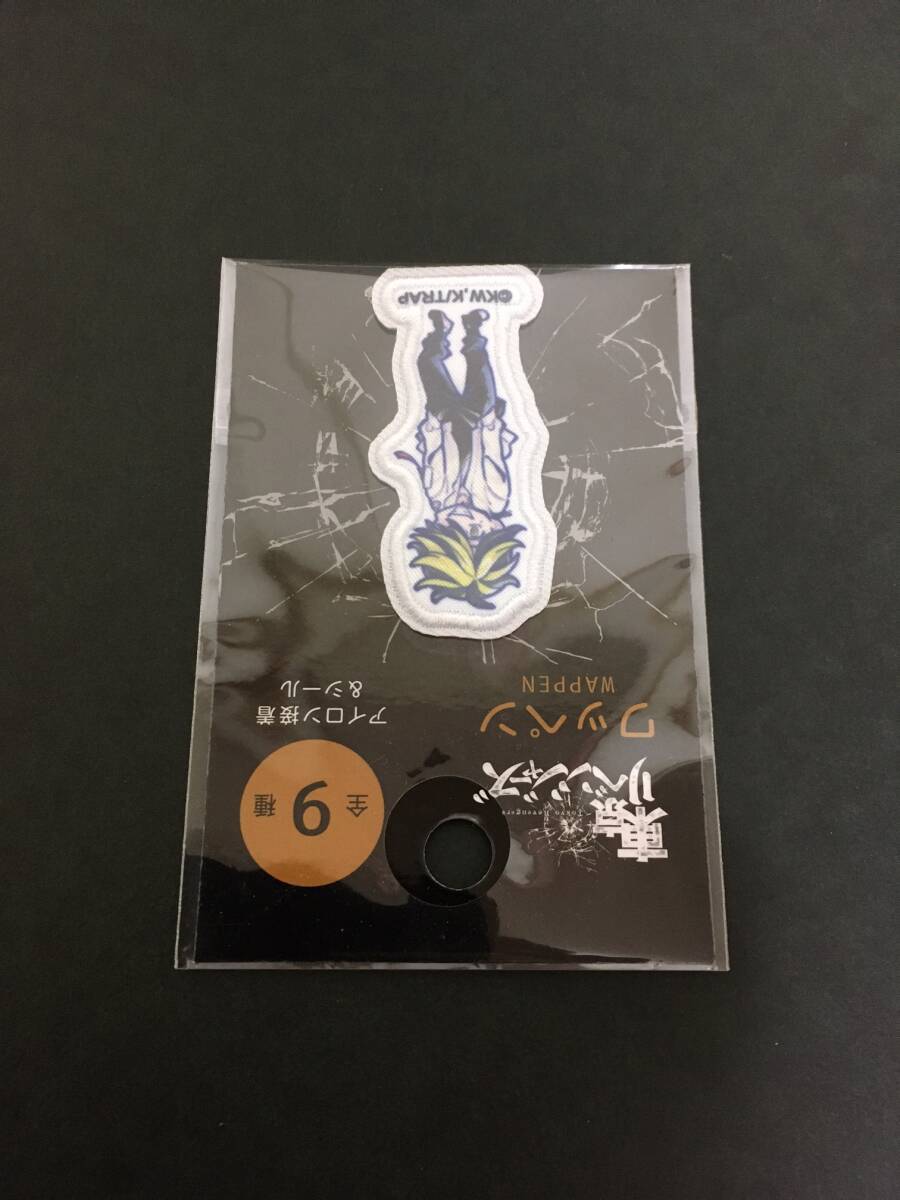 東京
リベンジャーズ
Tokyo Revengers
全6種
ワッペン
WAPPEN
アイロン接着
&シール
©KW,K/TRAP